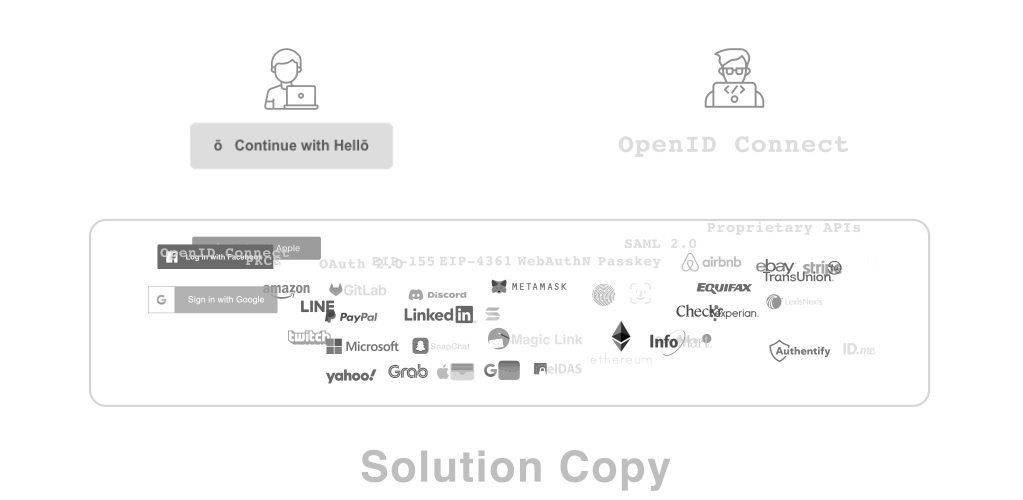 ō Continue with Hellō
OpenID Connect
Proprietary APIs
SAML 2.0
Apple
OpenID Connect
Log in with Facebook
PKCE
OAuth 2.0
EIP-155
EIP-4361
WebAuthN
Passkey
airbnb
ebay
stripe
TransUnion
amazon
GitLab
Discord
METAMASK
EQUIFAX
G Sign in with Google
LINE
PayPal
LinkedIn
Check
experian.
LexisNexis
twitch
Microsoft
SnapChat
Magic Link
ethereum
Info
Authentify
ID.me
yahoo!
Grab
G
eIDAS
Solution Copy